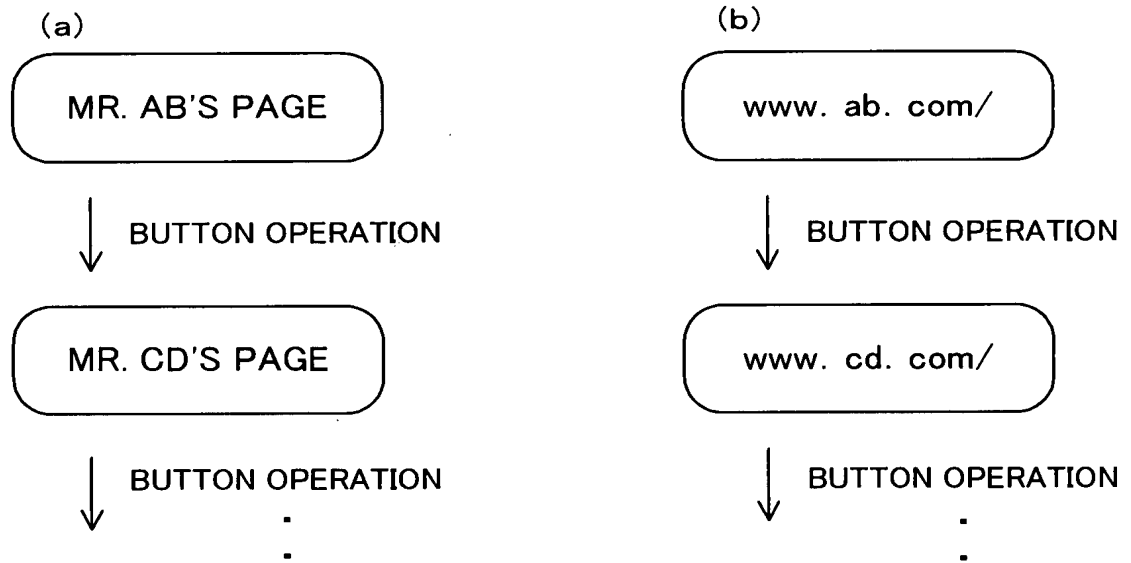 (a)
MR. AB'S PAGE
BUTTON OPERATION
MR. CD'S PAGE
BUTTON OPERATION
(b)
www. ab. com/
BUTTON OPERATION
www. cd. com/
BUTTON OPERATION